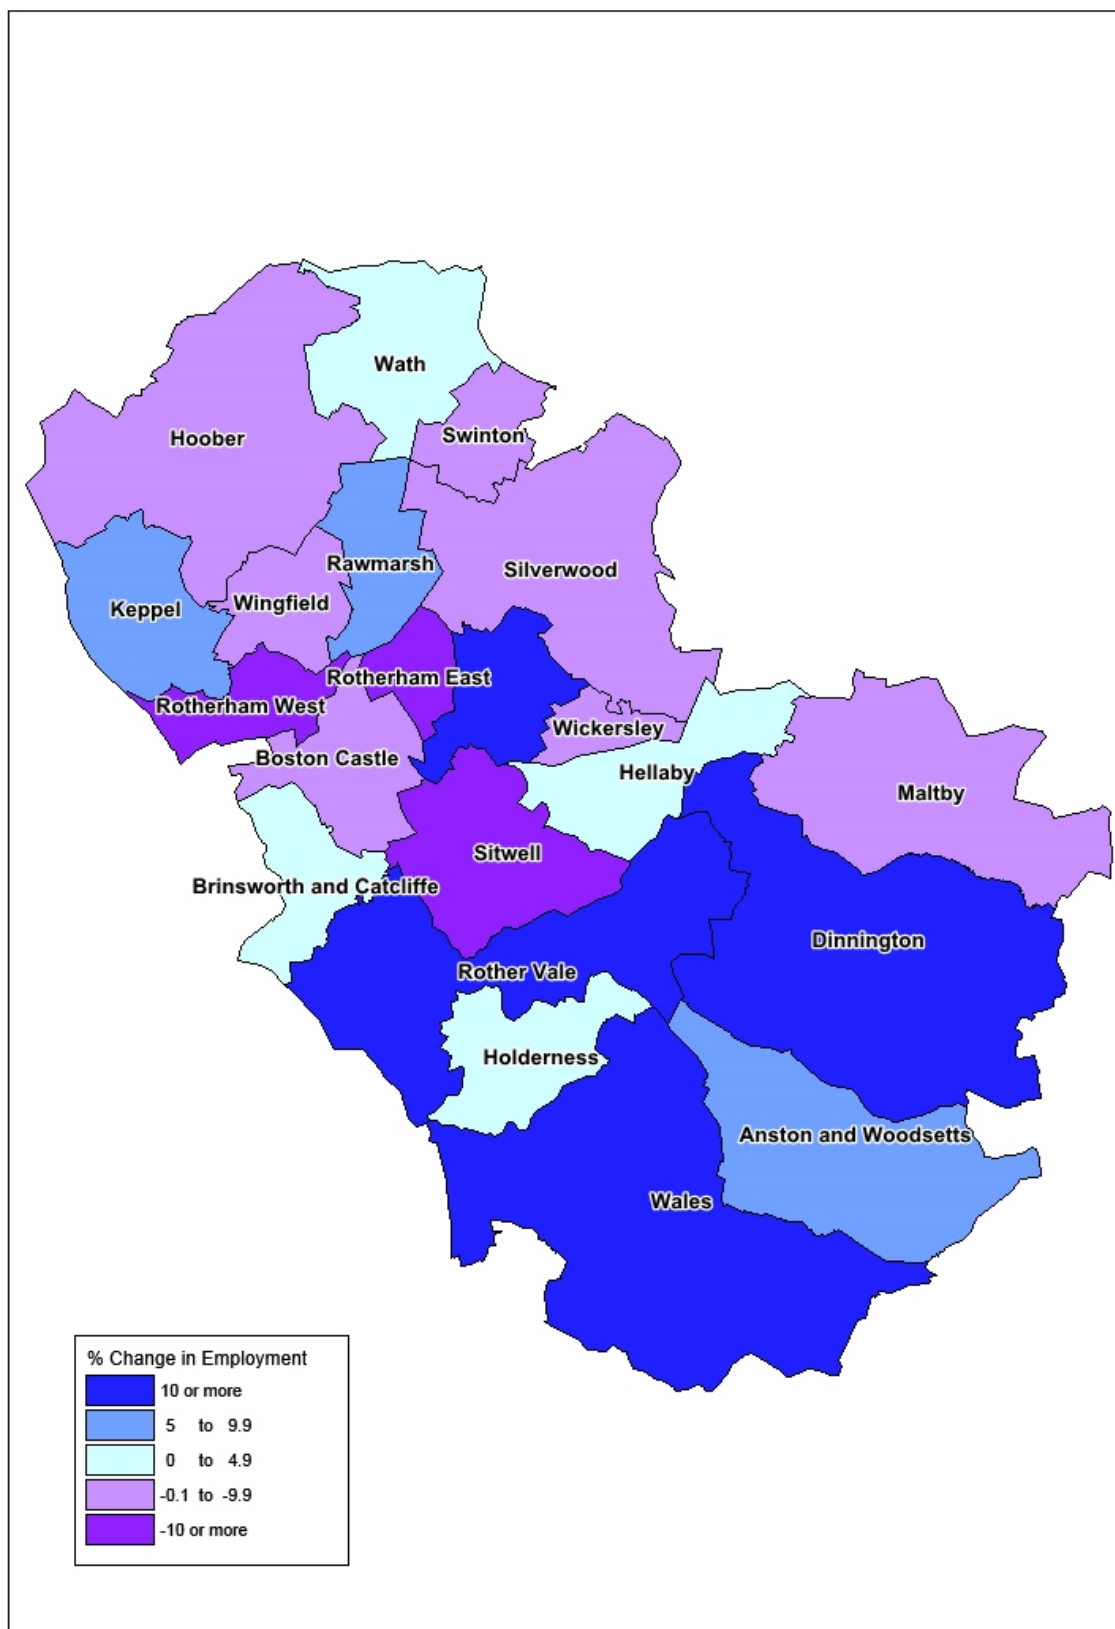 Wath
Hoober
Swinton
Rawmarsh
Silverwood
Keppel
Wingfield
Rotherham East
Rotherham West
Wickersley
Boston Castle
Hellaby
Maltby
Sitwell
Brinsworth and Catcliffe
Dinnington
Rother Vale
Holderness
Anston and Woodsetts
Wales
% Change in Employment
10 or more
5 to 9.9
0 to 4.9
-0.1 to -9.9
-10 or more